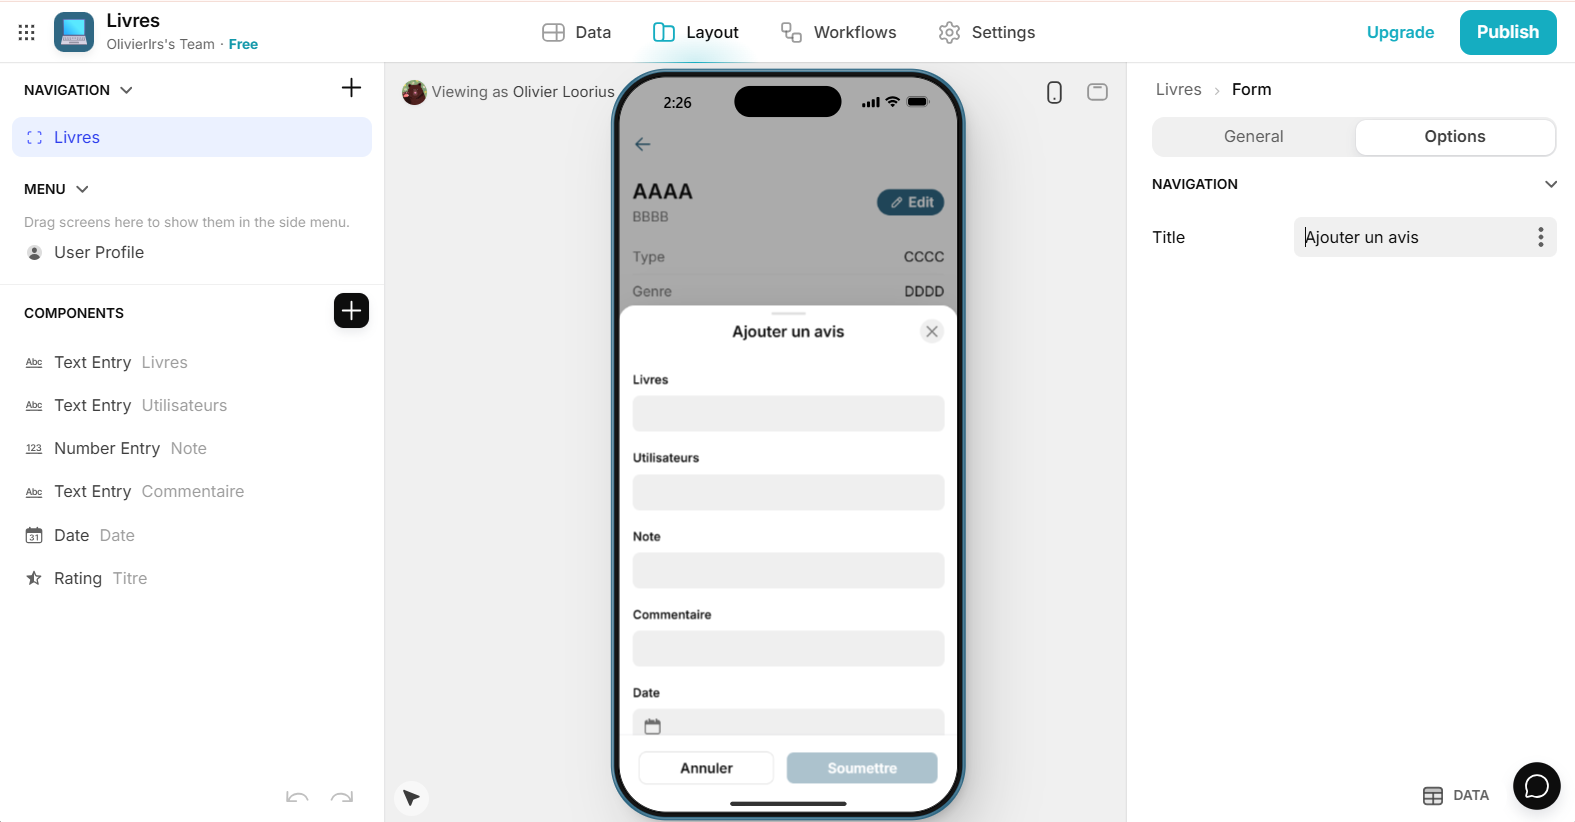 Livres
OlivierIrs's Team · Free
Data
Layout
Workflows
Settings
Upgrade
Publish
NAVIGATION
Livres
MENU
Drag screens here to show them in the side menu.
User Profile
COMPONENTS
Abc Text Entry Livres
Abc Text Entry Utilisateurs
123 Number Entry Note
Abc Text Entry Commentaire
31 Date Date
Rating Titre
Viewing as Olivier Loorius
2:26
AAAA
BBBB
Edit
Type CCCC
Genre DDDD
Ajouter un avis
Livres
Utilisateurs
Note
Commentaire
Date
Annuler
Soumettre
Livres › Form
General
Options
NAVIGATION
Title
Ajouter un avis
DATA